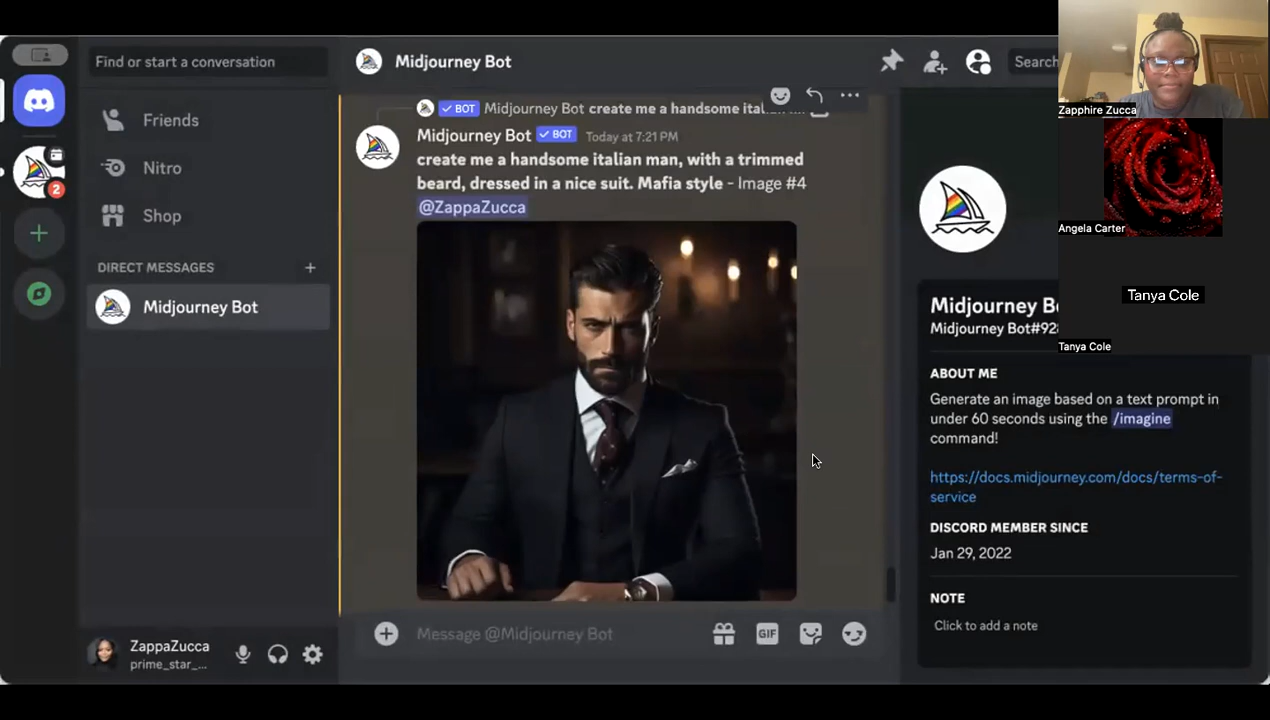 Find or start a conversation
Friends
Nitro
Shop
DIRECT MESSAGES
Midjourney Bot
ZappaZucca
prime_star_...
2
Midjourney Bot
Search
BOT Midjourney Bot create me a handsome
Midjourney Bot BOT Today at 7:21 PM
create me a handsome italian man, with a trimmed
beard, dressed in a nice suit. Mafia style - Image #4
@ZappaZucca
Message @Midjourney Bot
GIF
Midjourney
Midjourney Bot#92
ABOUT ME
Generate an image based on a text prompt in
under 60 seconds using the /imagine
command!
https://docs.midjourney.com/docs/terms-of-
service
DISCORD MEMBER SINCE
Jan 29, 2022
NOTE
Click to add a note
Zapphire Zucca
Angela Carter
Tanya Cole
Tanya Cole